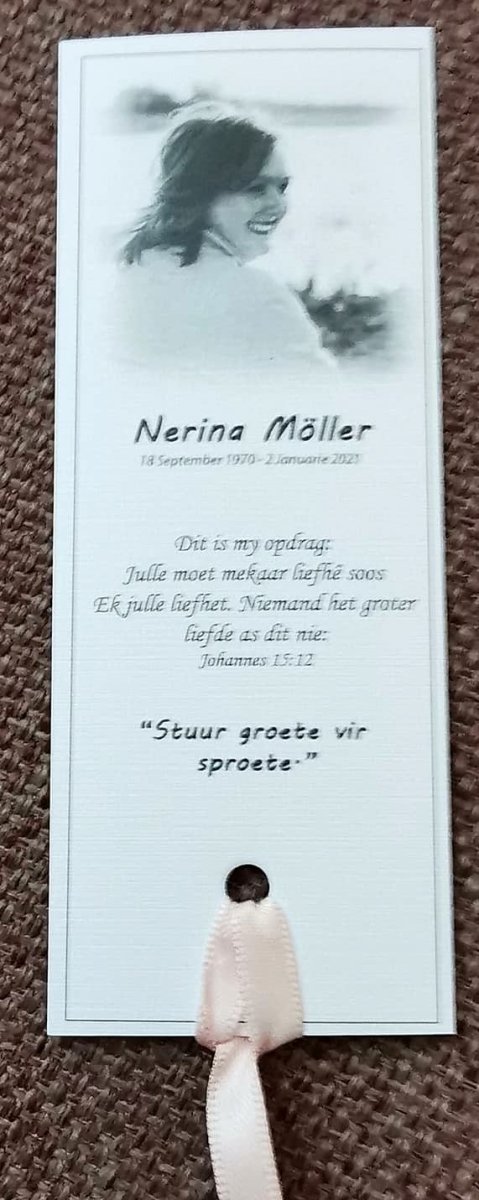 Nerina Möller
18 September 1970 - 2 Januarie 2021
Dit is my opdrag:
Julle moet mekaar liefhê soos
Ek julle liefhet. Niemand het groter
liefde as dit nie:
Johannes 15:12
“Stuur groete vir
sproete.”